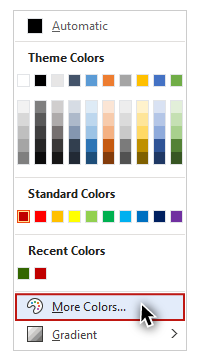 Automatic
Theme Colors
Standard Colors
Recent Colors
More Colors...
Gradient